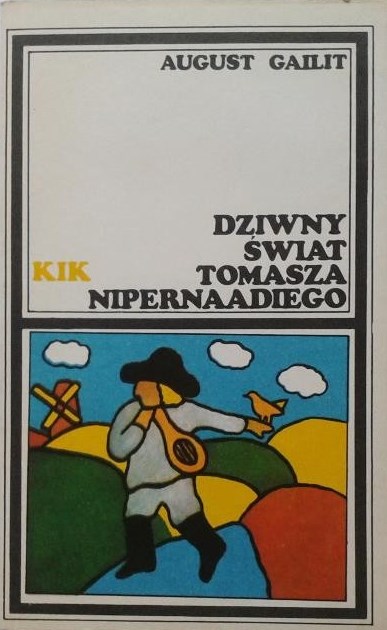 AUGUST GAILIT
DZIWNY
ŚWIAT
KIK TOMASZA
NIPERNAADIEGO